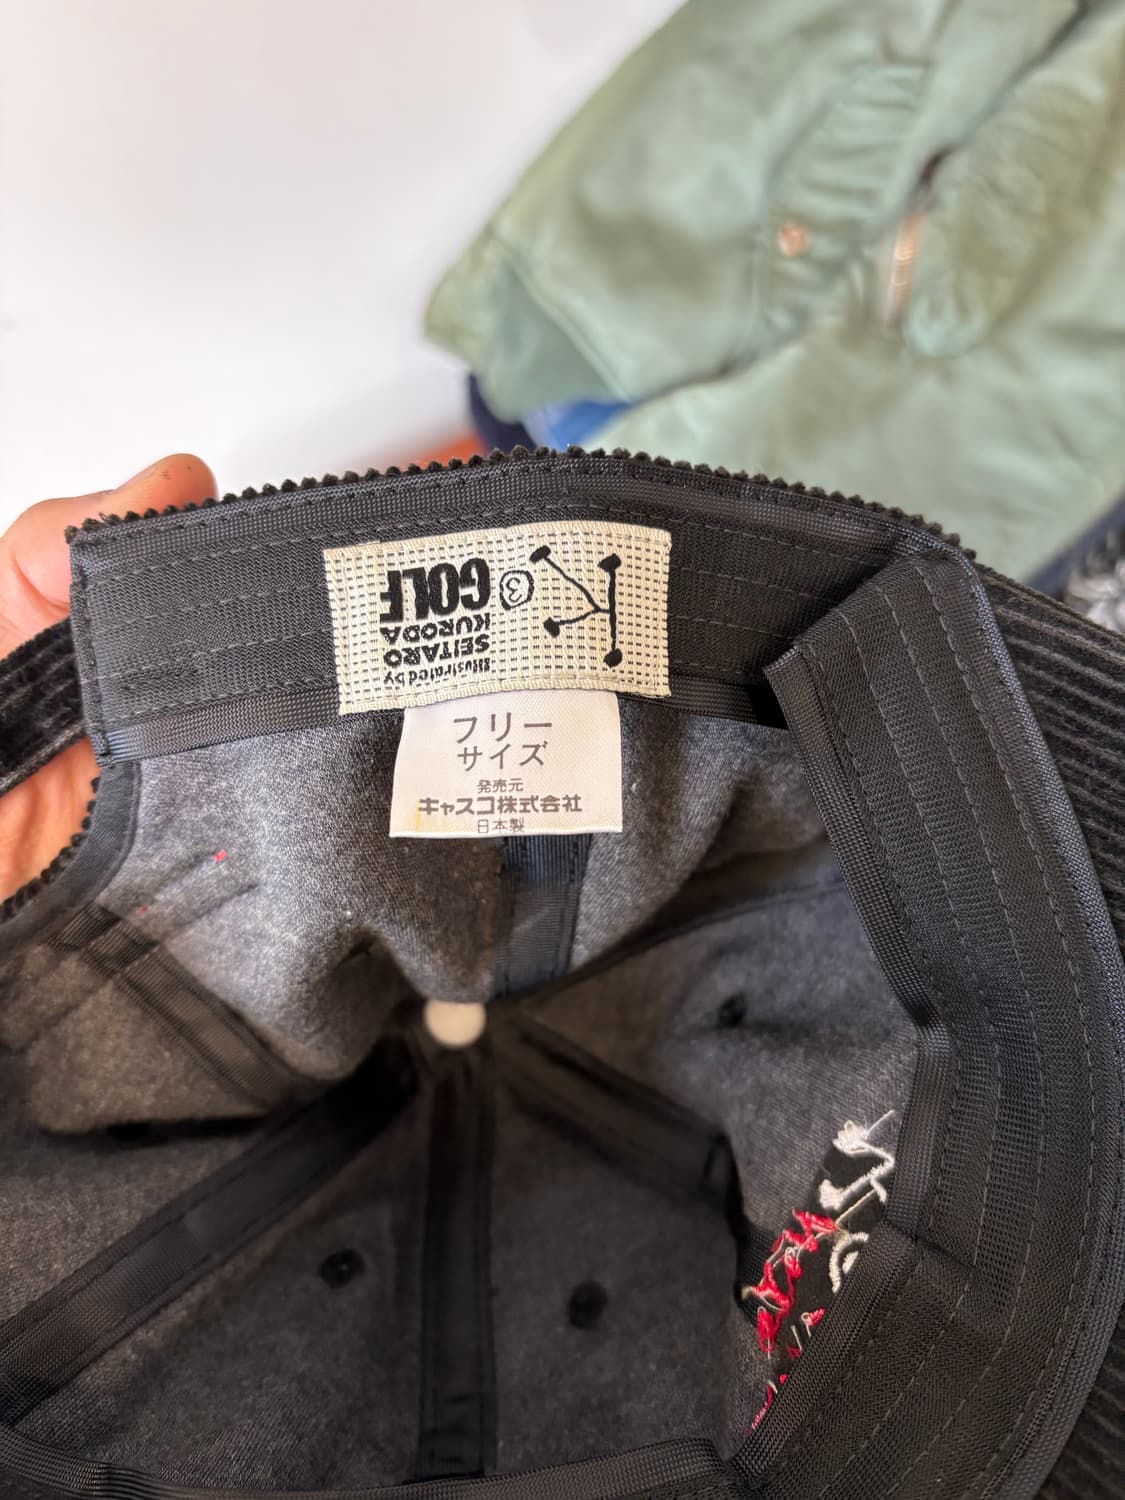 Illustrated by
SEITARO
KURODA
GOLF
フリー
サイズ
発売元
キャスコ株式会社
日本製